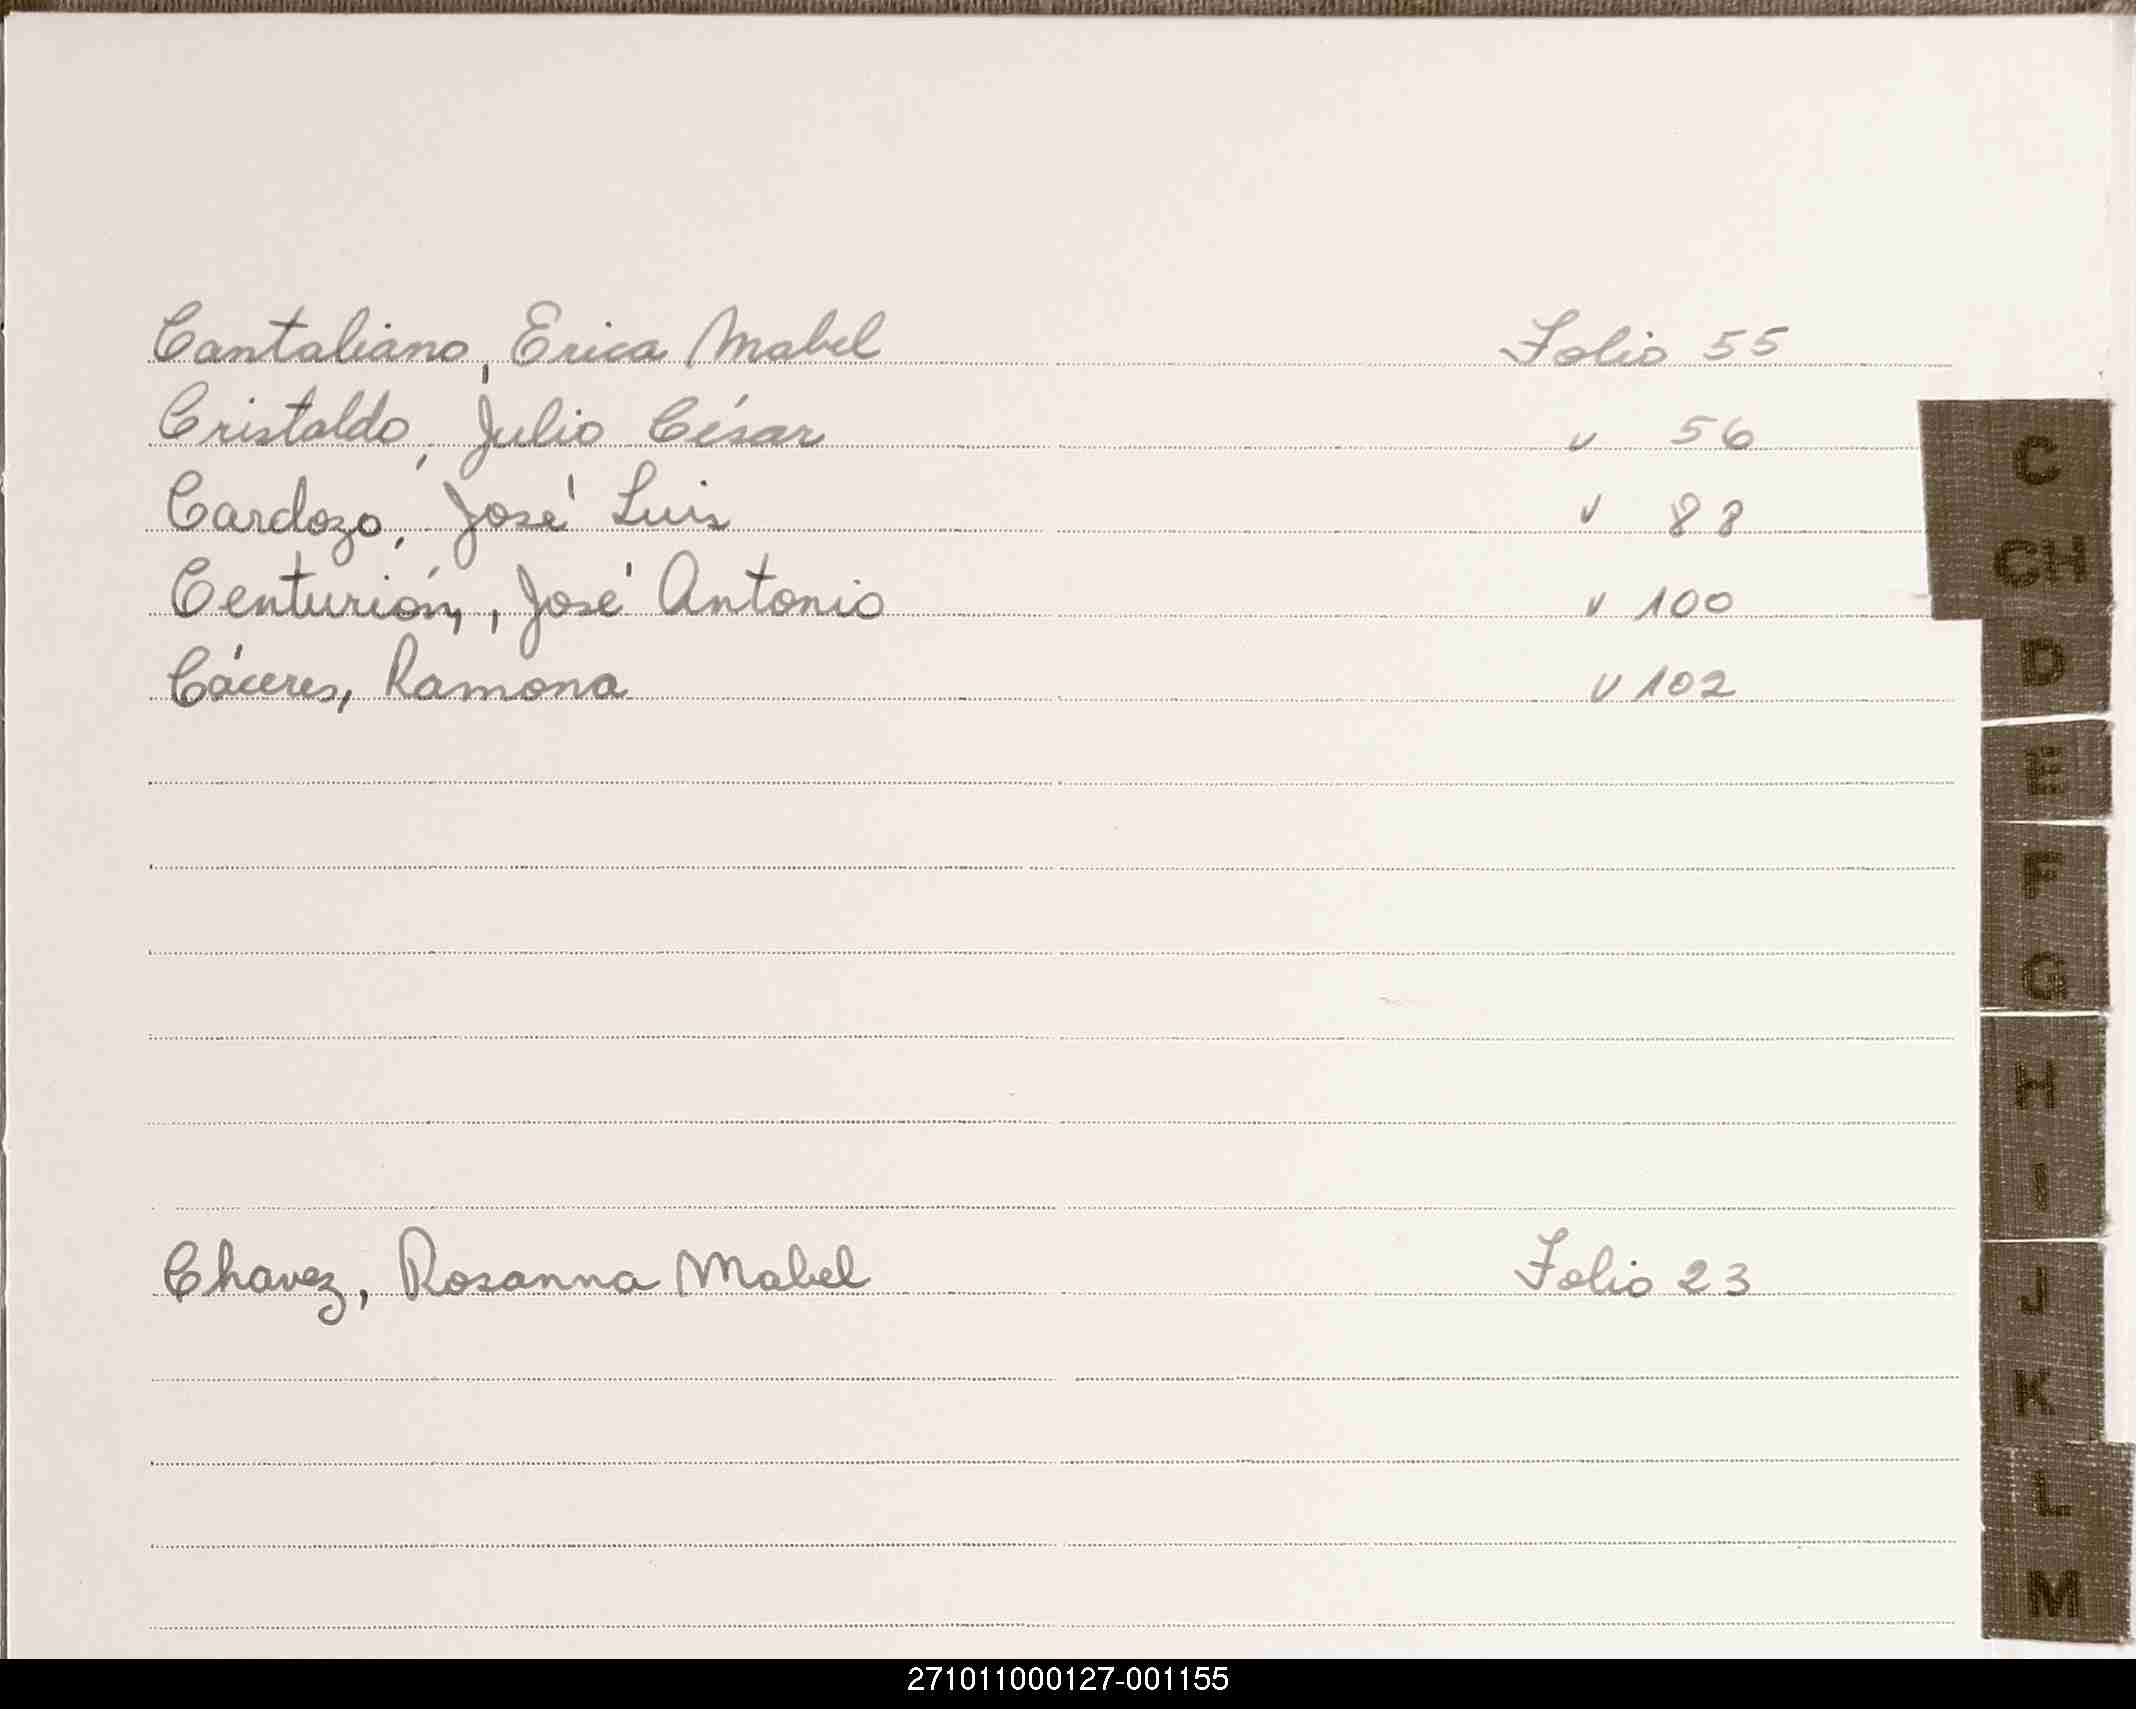 Cantaliano, Erica Mabel Folio 55
Cristaldo, Julio César v 56
Cardozo, José Luis v 88
Centurión, José Antonio v 100
Cáceres, Ramona v 102
Chavez, Rosanna Mabel Folio 23
C
CH
D
E
F
G
H
I
J
K
L
M
271011000127-001155